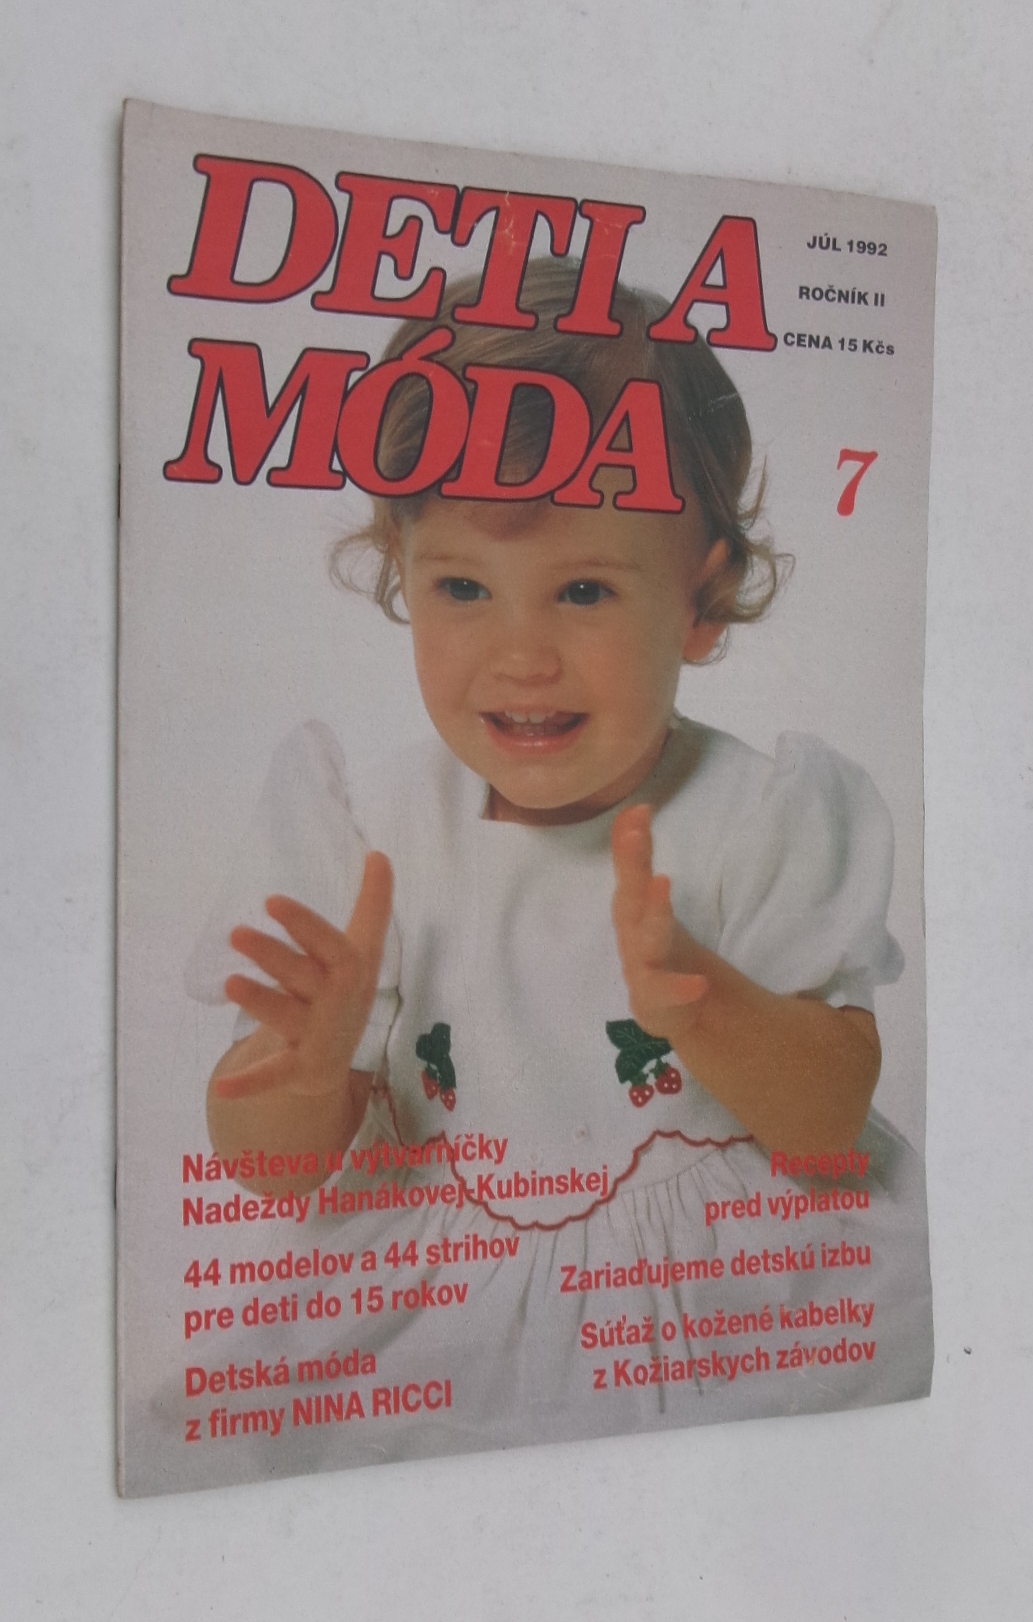 DETI A
MÓDA
JÚL 1992
ROČNÍK II
CENA 15 Kčs
7
Návšteva u výtvarníčky
Nadeždy Hanákovej-Kubinskej
44 modelov a 44 strihov
pre deti do 15 rokov
Detská móda
z firmy NINA RICCI
Recepty
pred výplatou
Zariaďujeme detskú izbu
Súťaž o kožené kabelky
z Kožiarskych závodov